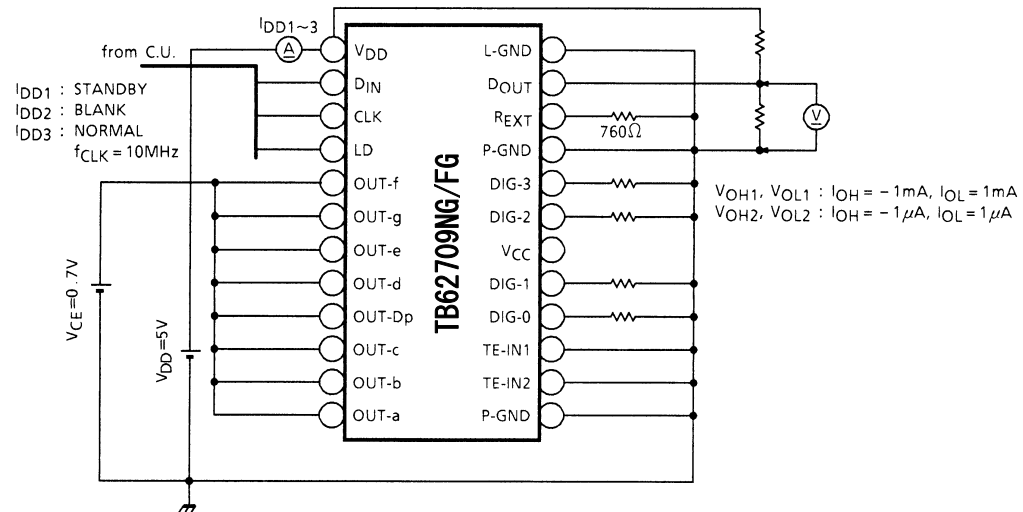 IDD1~3
from C.U.
A
IDD1 : STANDBY
IDD2 : BLANK
IDD3 : NORMAL
fCLK = 10MHz
VDD
DIN
CLK
LD
OUT-f
OUT-g
OUT-e
OUT-d
OUT-Dp
OUT-c
OUT-b
OUT-a
TB62709NG/FG
L-GND
DOUT
REXT
P-GND
DIG-3
DIG-2
VCC
DIG-1
DIG-0
TE-IN1
TE-IN2
P-GND
760Ω
V
VOH1, VOL1 : IOH = −1mA, IOL = 1mA
VOH2, VOL2 : IOH = −1μA, IOL = 1μA
VCE=0.7V
VDD=5V